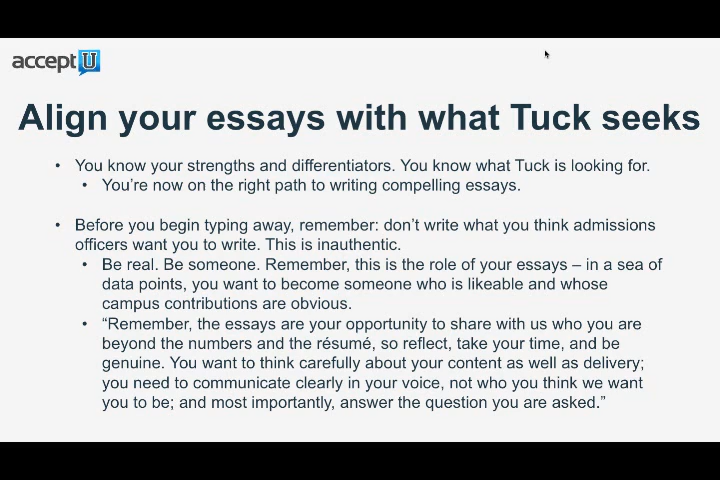 acceptU
Align your essays with what Tuck seeks
• You know your strengths and differentiators. You know what Tuck is looking for.
• You’re now on the right path to writing compelling essays.
• Before you begin typing away, remember: don’t write what you think admissions
officers want you to write. This is inauthentic.
• Be real. Be someone. Remember, this is the role of your essays – in a sea of
data points, you want to become someone who is likeable and whose
campus contributions are obvious.
• “Remember, the essays are your opportunity to share with us who you are
beyond the numbers and the résumé, so reflect, take your time, and be
genuine. You want to think carefully about your content as well as delivery;
you need to communicate clearly in your voice, not who you think we want
you to be; and most importantly, answer the question you are asked.”